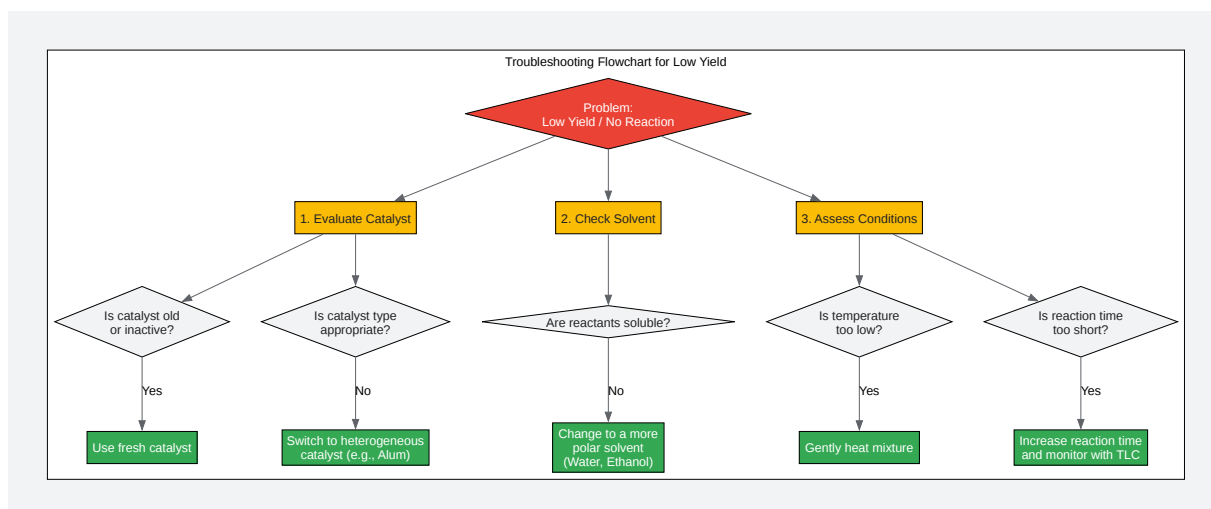 Troubleshooting Flowchart for Low Yield
Problem:
Low Yield / No Reaction
1. Evaluate Catalyst
2. Check Solvent
3. Assess Conditions
Is catalyst old
or inactive?
Is catalyst type
appropriate?
Are reactants soluble?
Is temperature
too low?
Is reaction time
too short?
Yes
No
No
Yes
Yes
Use fresh catalyst
Switch to heterogeneous
catalyst (e.g., Alum)
Change to a more
polar solvent
(Water, Ethanol)
Gently heat mixture
Increase reaction time
and monitor with TLC